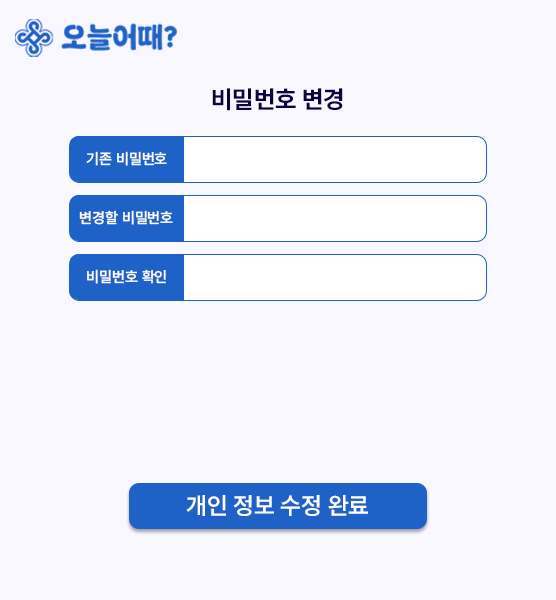 오늘어때?
비밀번호 변경
기존 비밀번호
변경할 비밀번호
비밀번호 확인
개인 정보 수정 완료